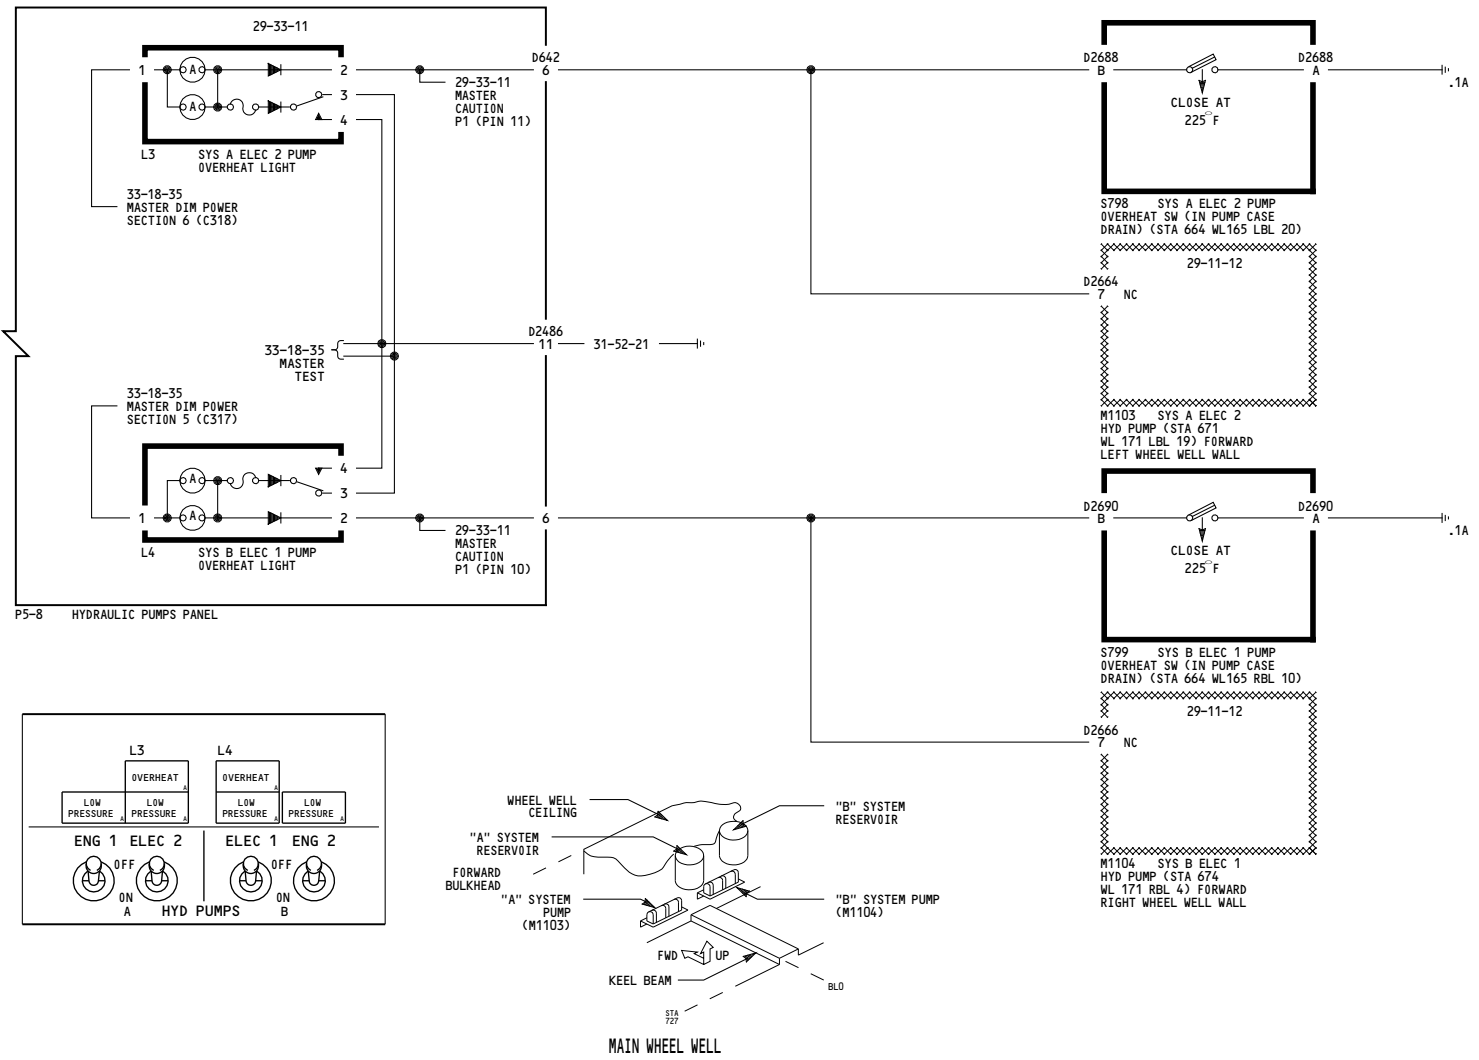 29-33-11
1
A
A
2
3
4
L3
SYS A ELEC 2 PUMP
OVERHEAT LIGHT
33-18-35
MASTER DIM POWER
SECTION 6 (C318)
29-33-11
MASTER
CAUTION
P1 (PIN 11)
D642
6
33-18-35
MASTER
TEST
D2486
11
31-52-21
33-18-35
MASTER DIM POWER
SECTION 5 (C317)
1
A
A
4
3
2
L4
SYS B ELEC 1 PUMP
OVERHEAT LIGHT
29-33-11
MASTER
CAUTION
P1 (PIN 10)
6
P5-8 HYDRAULIC PUMPS PANEL
D2688
B
D2688
A
.1A
CLOSE AT
225° F
S798 SYS A ELEC 2 PUMP
OVERHEAT SW (IN PUMP CASE
DRAIN) (STA 664 WL165 LBL 20)
29-11-12
D2664
7 NC
M1103 SYS A ELEC 2
HYD PUMP (STA 671
WL 171 LBL 19) FORWARD
LEFT WHEEL WELL WALL
D2690
B
D2690
A
.1A
CLOSE AT
225° F
S799 SYS B ELEC 1 PUMP
OVERHEAT SW (IN PUMP CASE
DRAIN) (STA 664 WL165 RBL 10)
29-11-12
D2666
7 NC
M1104 SYS B ELEC 1
HYD PUMP (STA 674
WL 171 RBL 4) FORWARD
RIGHT WHEEL WELL WALL
L3 L4
OVERHEAT A OVERHEAT A
LOW LOW LOW LOW
PRESSURE A PRESSURE A PRESSURE A PRESSURE A
ENG 1 ELEC 2 ELEC 1 ENG 2
OFF OFF
ON ON
A HYD PUMPS B
WHEEL WELL
CEILING
"B" SYSTEM
RESERVOIR
"A" SYSTEM
RESERVOIR
FORWARD
BULKHEAD
"A" SYSTEM
PUMP
(M1103)
"B" SYSTEM PUMP
(M1104)
FWD UP
KEEL BEAM
BL0
STA
727
MAIN WHEEL WELL